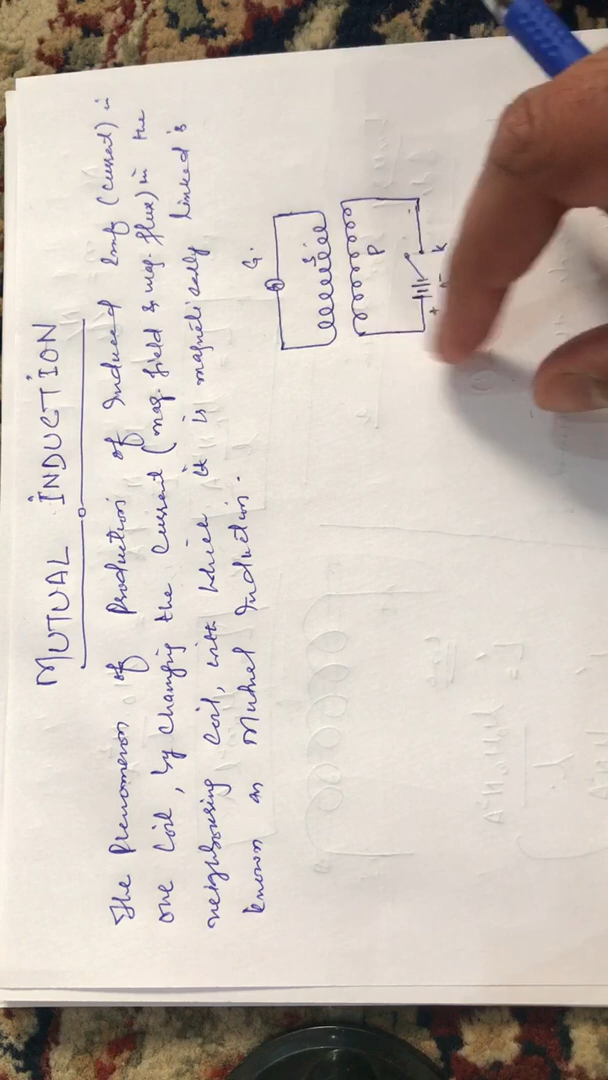 MUTUAL INDUCTION
The Phenomenon of Production of Induced Emf (current) in
one Coil, by changing the current (mag. field & mag. flux) in the
neighbouring Coil, with which it is magnetically linked is
known as Mutual Induction.
G.
S
P
+ -
K